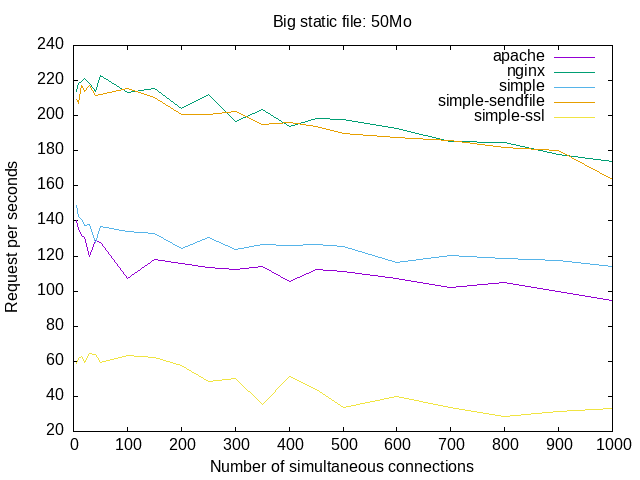 Big static file: 50Mo
240
220
200
180
160
140
120
100
80
60
40
20
Request per seconds
apache
nginx
simple
simple-sendfile
simple-ssl
0 100 200 300 400 500 600 700 800 900 1000
Number of simultaneous connections